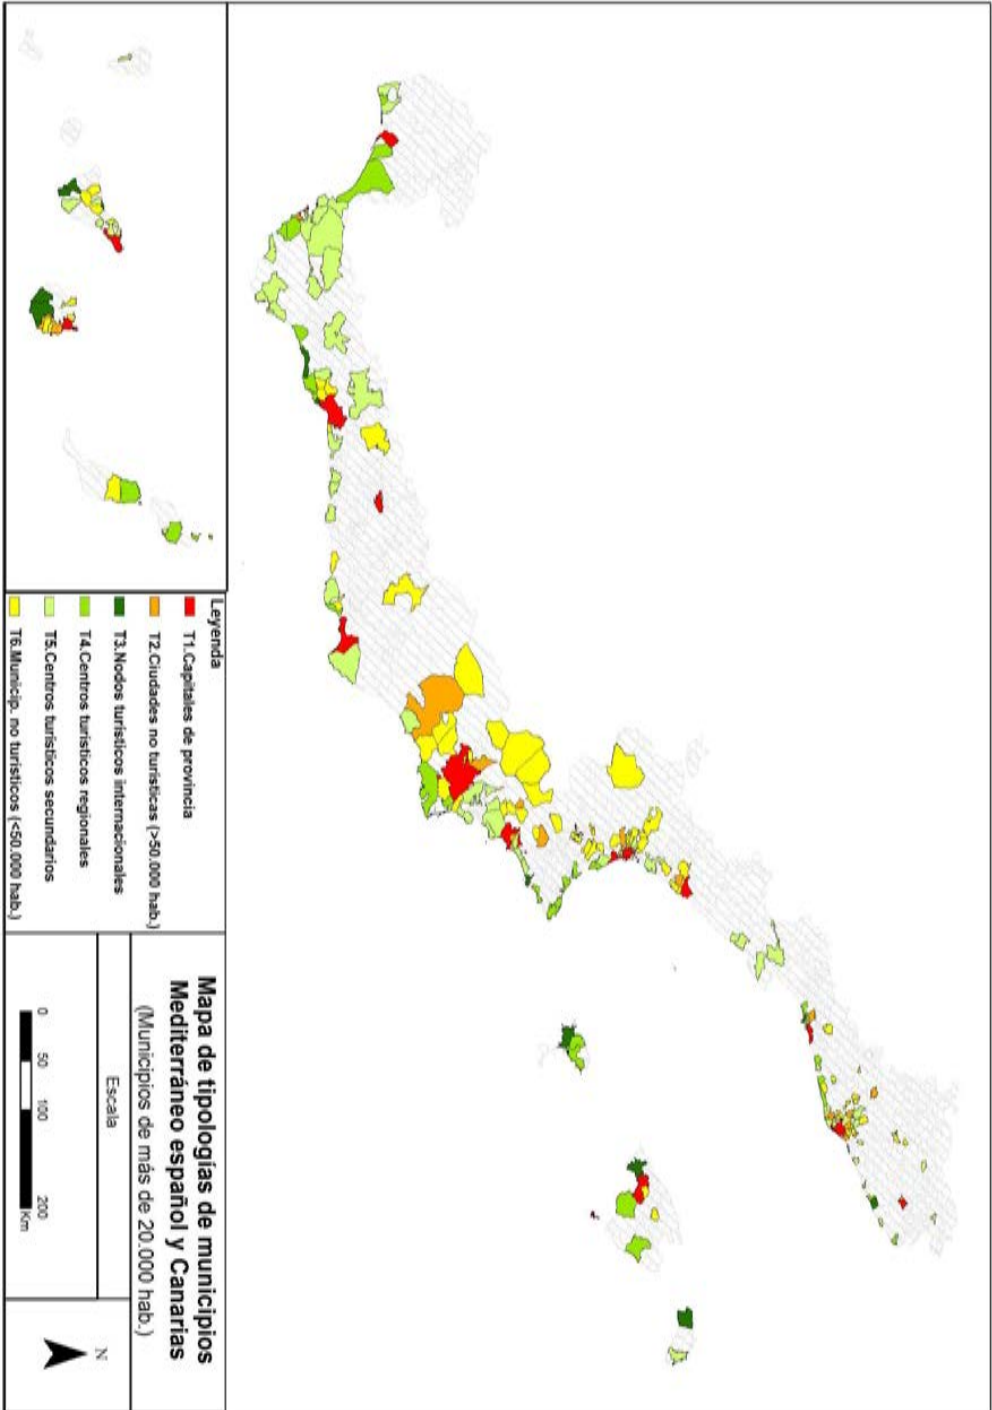 Leyenda
T1.Capitales de provincia
T2.Ciudades no turísticas (>50.000 hab.)
T3.Nodos turísticos internacionales
T4.Centros turísticos regionales
T5.Centros turísticos secundarios
T6.Municip. no turísticos (<50.000 hab.)
Mapa de tipologías de municipios
Mediterráneo español y Canarias
(Municipios de más de 20.000 hab.)
Escala
0 50 100 200
Km
N